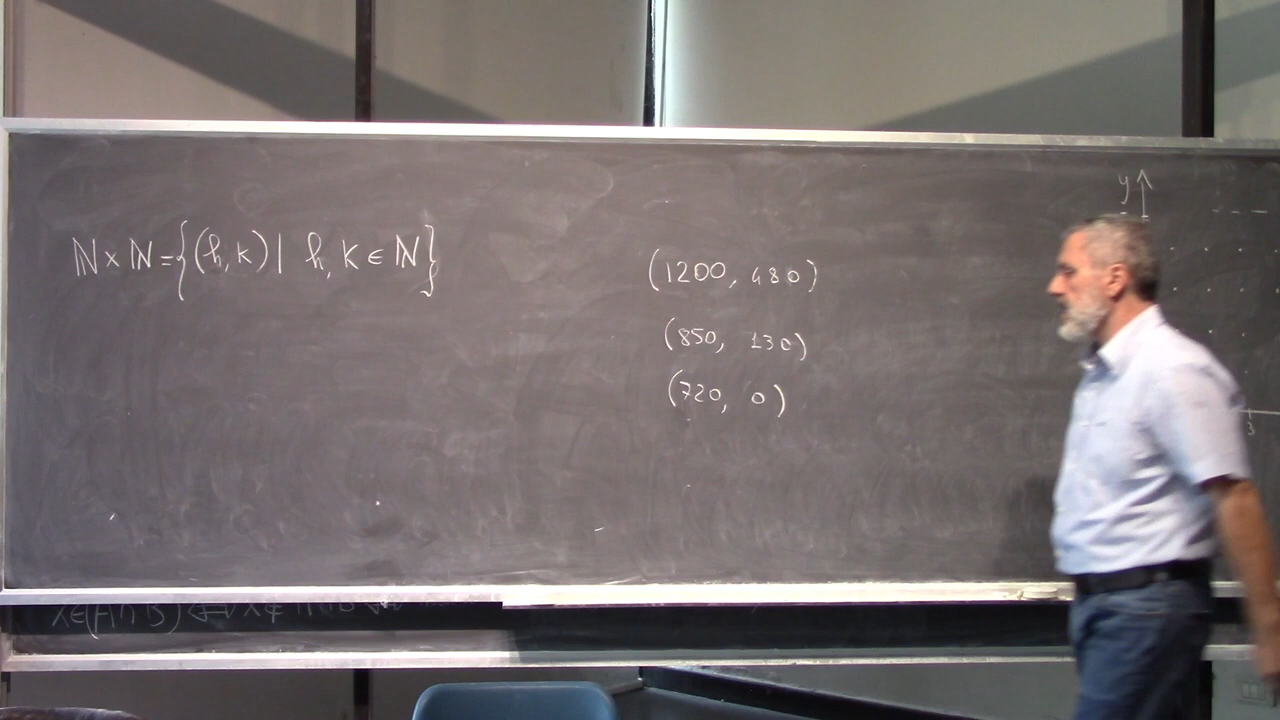 ℕ×ℕ={(h,k)| h,k∈ℕ}
(1200, 480)
(850, 130)
(720, 0)
y
3